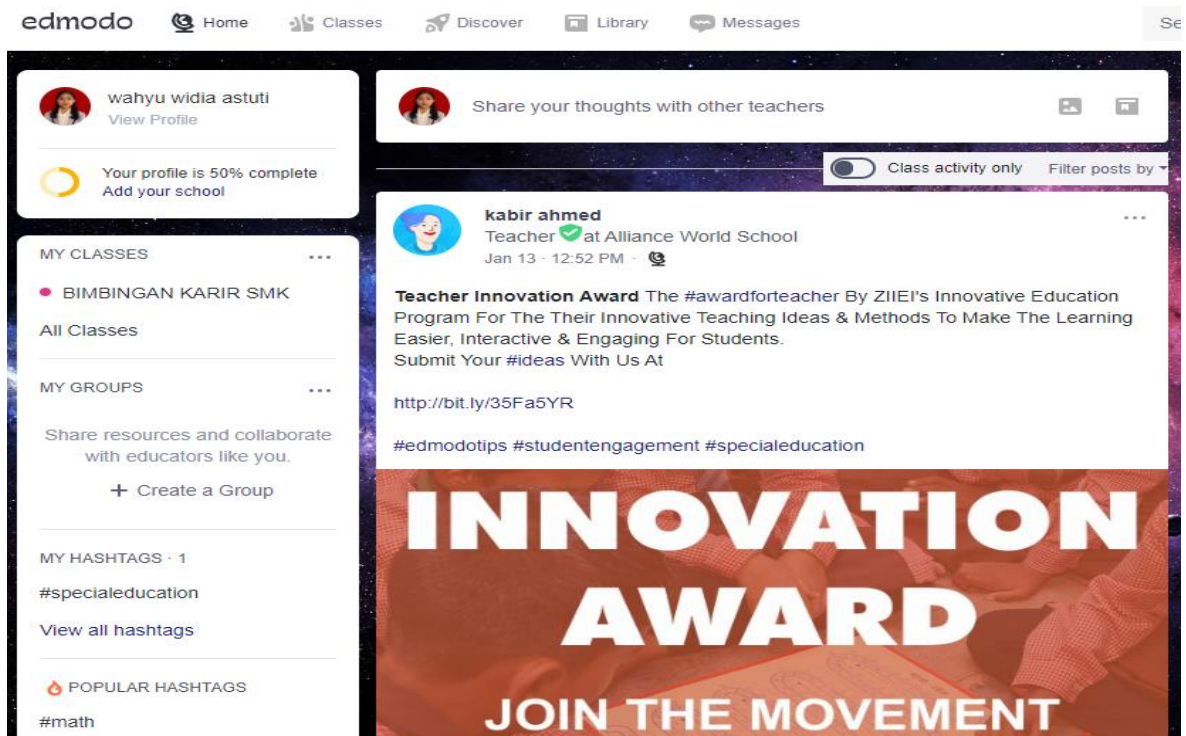 edmodo Home Classes Discover Library Messages Se
wahyu widia astuti
View Profile
Your profile is 50% complete
Add your school
MY CLASSES
BIMBINGAN KARIR SMK
All Classes
MY GROUPS
Share resources and collaborate
with educators like you.
+ Create a Group
MY HASHTAGS · 1
#specialeducation
View all hashtags
POPULAR HASHTAGS
#math
Share your thoughts with other teachers
Class activity only Filter posts by
kabir ahmed
Teacher at Alliance World School
Jan 13 · 12:52 PM ·
Teacher Innovation Award The #awardforteacher By ZIIEI's Innovative Education
Program For The Their Innovative Teaching Ideas & Methods To Make The Learning
Easier, Interactive & Engaging For Students.
Submit Your #ideas With Us At
http://bit.ly/35Fa5YR
#edmodotips #studentengagement #specialeducation
INNOVATION
AWARD
JOIN THE MOVEMENT